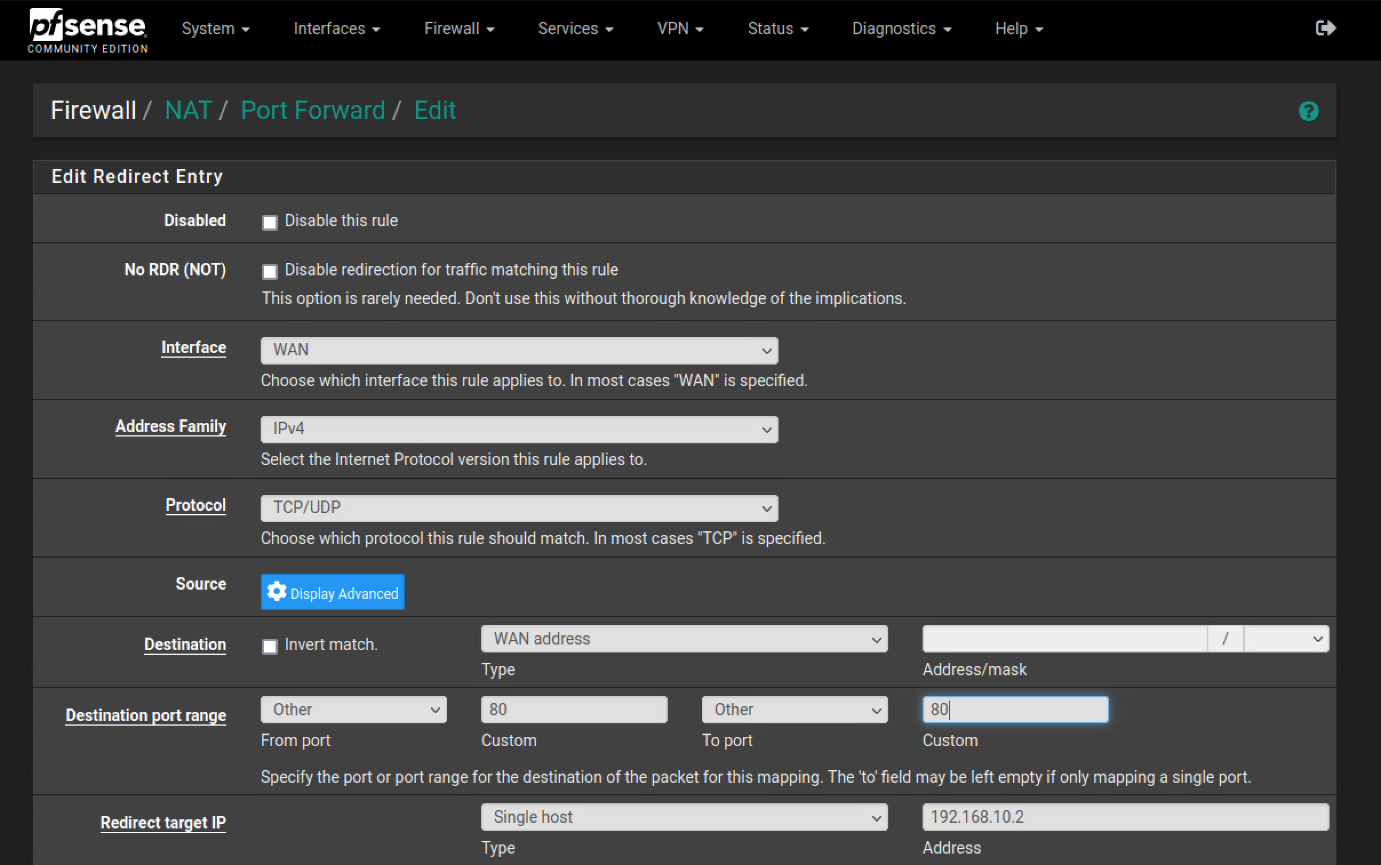 pfsense
COMMUNITY EDITION
System Interfaces Firewall Services VPN Status Diagnostics Help
Firewall / NAT / Port Forward / Edit
Edit Redirect Entry
Disabled Disable this rule
No RDR (NOT) Disable redirection for traffic matching this rule
This option is rarely needed. Don't use this without thorough knowledge of the implications.
Interface WAN
Choose which interface this rule applies to. In most cases "WAN" is specified.
Address Family IPv4
Select the Internet Protocol version this rule applies to.
Protocol TCP/UDP
Choose which protocol this rule should match. In most cases "TCP" is specified.
Source Display Advanced
Destination Invert match. WAN address /
Type Address/mask
Destination port range Other 80 Other 80
From port Custom To port Custom
Specify the port or port range for the destination of the packet for this mapping. The 'to' field may be left empty if only mapping a single port.
Redirect target IP Single host 192.168.10.2
Type Address